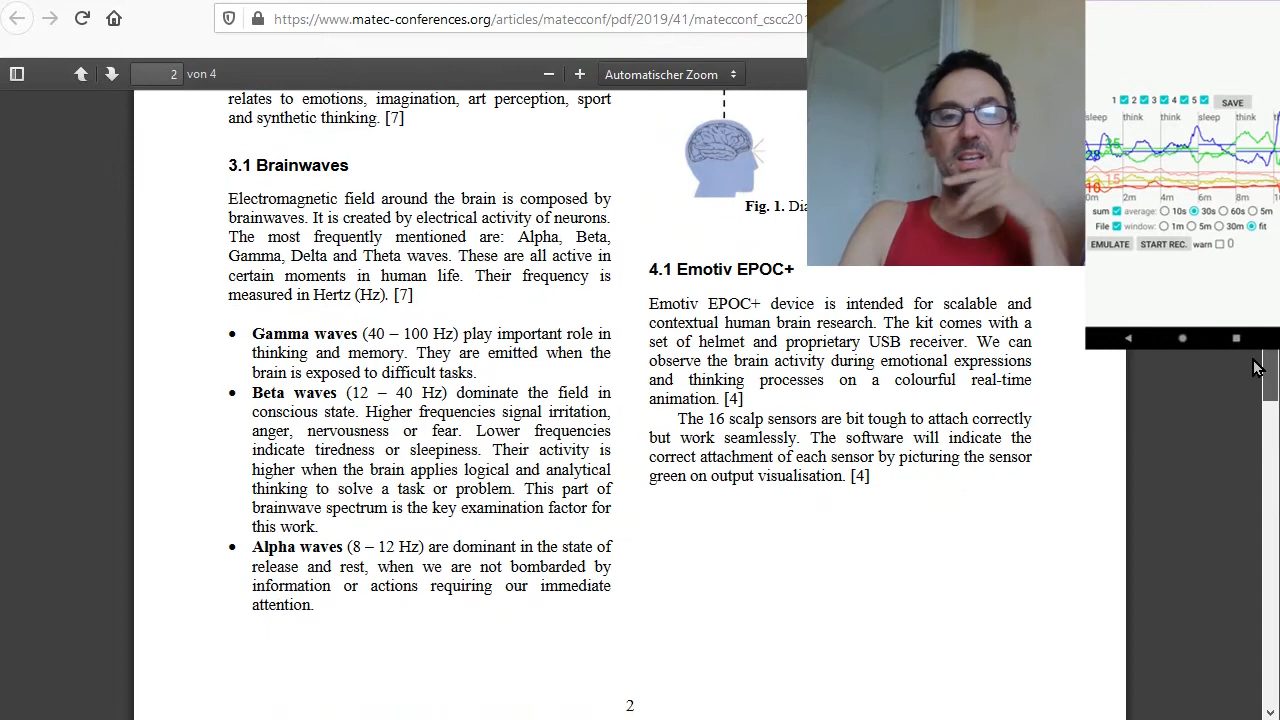 https://www.matec-conferences.org/articles/matecconf/pdf/2019/41/matecconf_cscc201
2 von 4
Automatischer Zoom
relates to emotions, imagination, art perception, sport
and synthetic thinking. [7]
3.1 Brainwaves
Electromagnetic field around the brain is composed by
brainwaves. It is created by electrical activity of neurons.
The most frequently mentioned are: Alpha, Beta,
Gamma, Delta and Theta waves. These are all active in
certain moments in human life. Their frequency is
measured in Hertz (Hz). [7]
• Gamma waves (40 – 100 Hz) play important role in
thinking and memory. They are emitted when the
brain is exposed to difficult tasks.
• Beta waves (12 – 40 Hz) dominate the field in
conscious state. Higher frequencies signal irritation,
anger, nervousness or fear. Lower frequencies
indicate tiredness or sleepiness. Their activity is
higher when the brain applies logical and analytical
thinking to solve a task or problem. This part of
brainwave spectrum is the key examination factor for
this work.
• Alpha waves (8 – 12 Hz) are dominant in the state of
release and rest, when we are not bombarded by
information or actions requiring our immediate
attention.
Fig. 1. Dia
4.1 Emotiv EPOC+
Emotiv EPOC+ device is intended for scalable and
contextual human brain research. The kit comes with a
set of helmet and proprietary USB receiver. We can
observe the brain activity during emotional expressions
and thinking processes on a colourful real-time
animation. [4]
The 16 scalp sensors are bit tough to attach correctly
but work seamlessly. The software will indicate the
correct attachment of each sensor by picturing the sensor
green on output visualisation. [4]
2
1 2 3 4 5 SAVE
sleep think think sleep think
35
28
15
10
0m 2m 4m 6m 8m
sum average: 10s 30s 60s 5m
File window: 1m 5m 30m fit
EMULATE START REC. warn 0